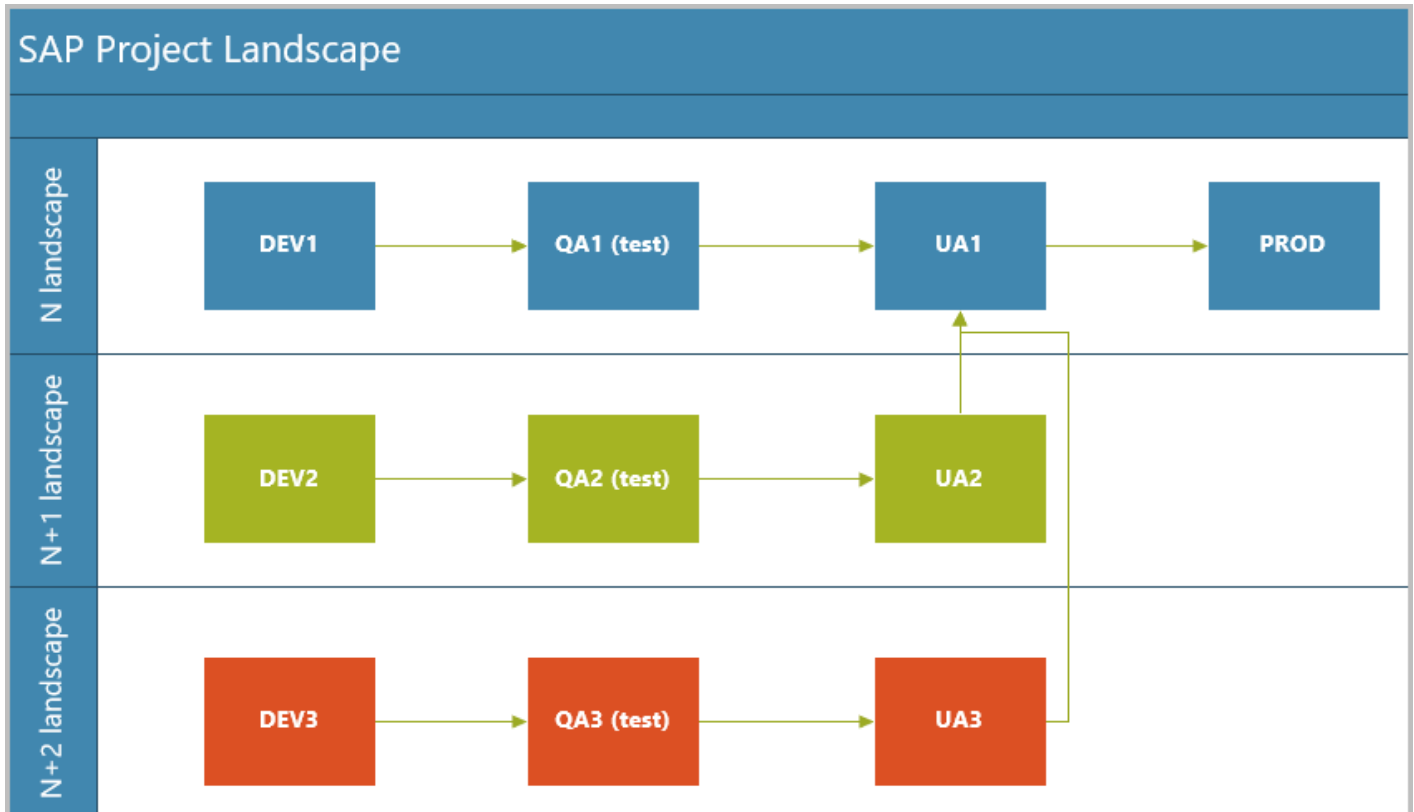 SAP Project Landscape
N landscape
DEV1
QA1 (test)
UA1
PROD
N+1 landscape
DEV2
QA2 (test)
UA2
N+2 landscape
DEV3
QA3 (test)
UA3